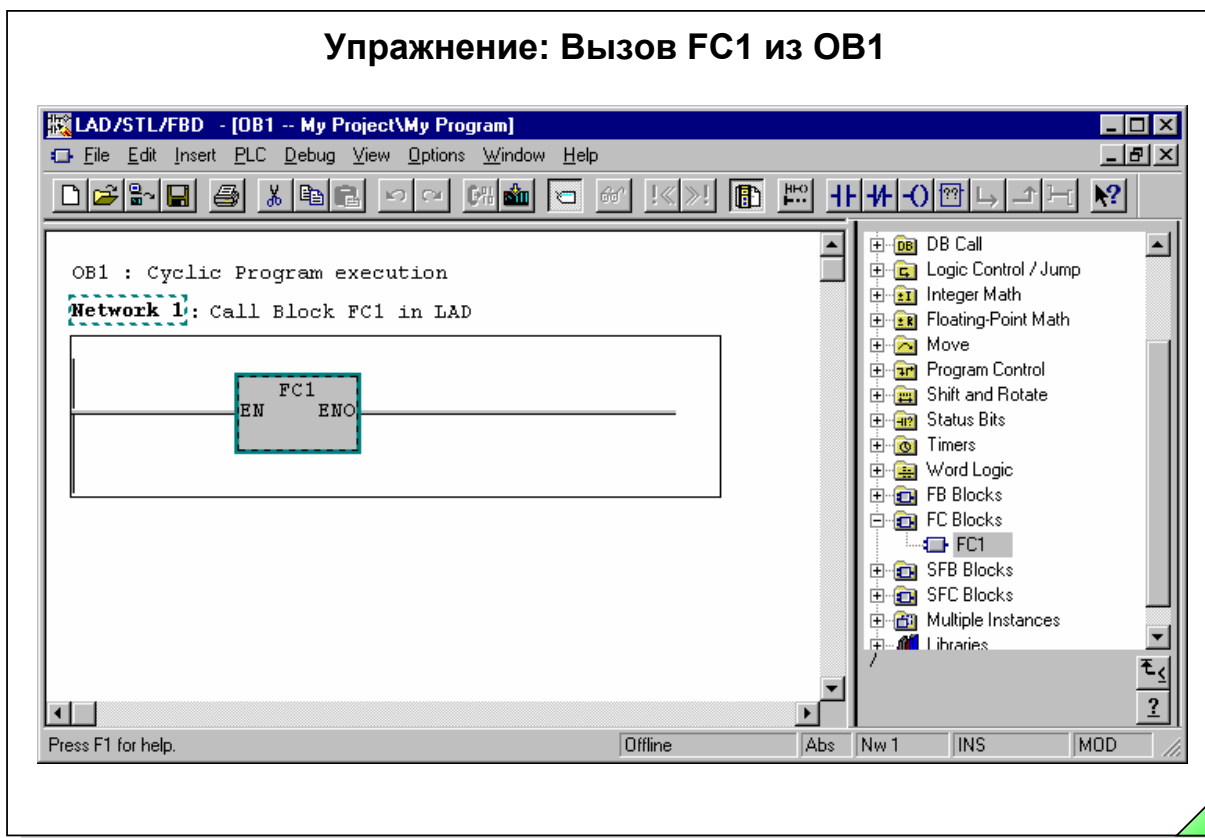 Упражнение: Вызов FC1 из OB1
LAD/STL/FBD - [OB1 -- My Project\My Program]
File Edit Insert PLC Debug View Options Window Help
OB1 : Cyclic Program execution
Network 1: Call Block FC1 in LAD
FC1
EN ENO
DB Call
Logic Control / Jump
Integer Math
Floating-Point Math
Move
Program Control
Shift and Rotate
Status Bits
Timers
Word Logic
FB Blocks
FC Blocks
FC1
SFB Blocks
SFC Blocks
Multiple Instances
Libraries
Press F1 for help.
Offline
Abs
Nw 1
INS
MOD